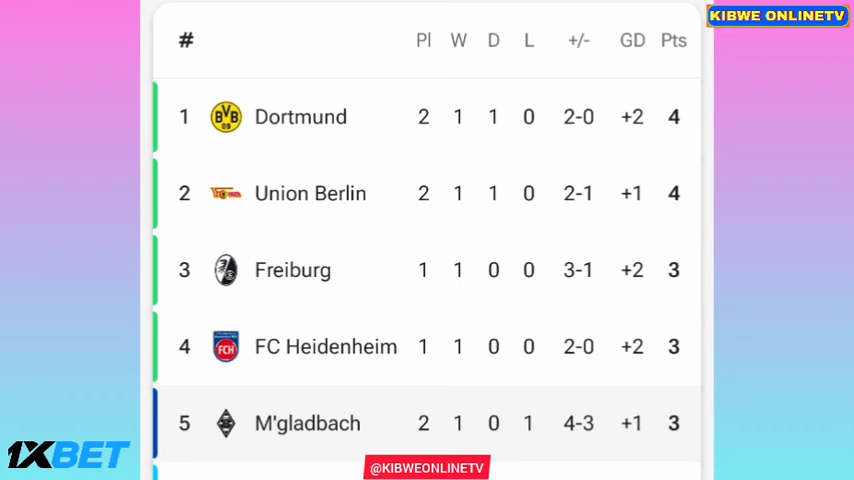 KIBWE ONLINETV
# Pl W D L +/- GD Pts
1 BVB 09 Dortmund 2 1 1 0 2-0 +2 4
2 Union Berlin 2 1 1 0 2-1 +1 4
3 Freiburg 1 1 0 0 3-1 +2 3
4 FCH FC Heidenheim 1 1 0 0 2-0 +2 3
5 M'gladbach 2 1 0 1 4-3 +1 3
1XBET
@KIBWEONLINETV